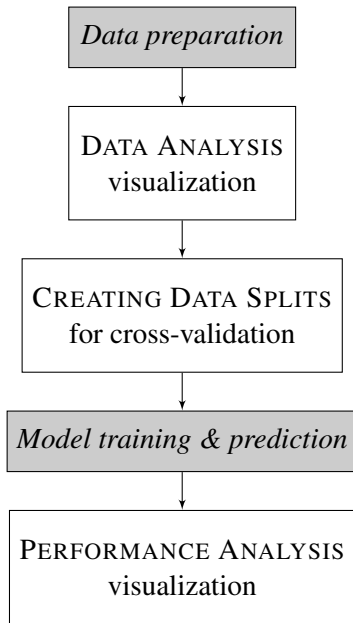 Data preparation
DATA ANALYSIS
visualization
CREATING DATA SPLITS
for cross-validation
Model training & prediction
PERFORMANCE ANALYSIS
visualization